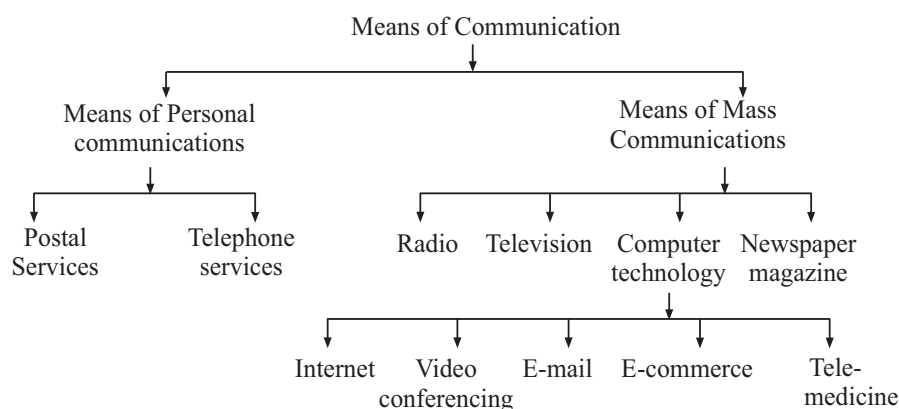 Means of Communication
Means of Personal
communications
Means of Mass
Communications
Postal
Services
Telephone
services
Radio
Television
Computer
technology
Newspaper
magazine
Internet
Video
conferencing
E-mail
E-commerce
Tele-
medicine